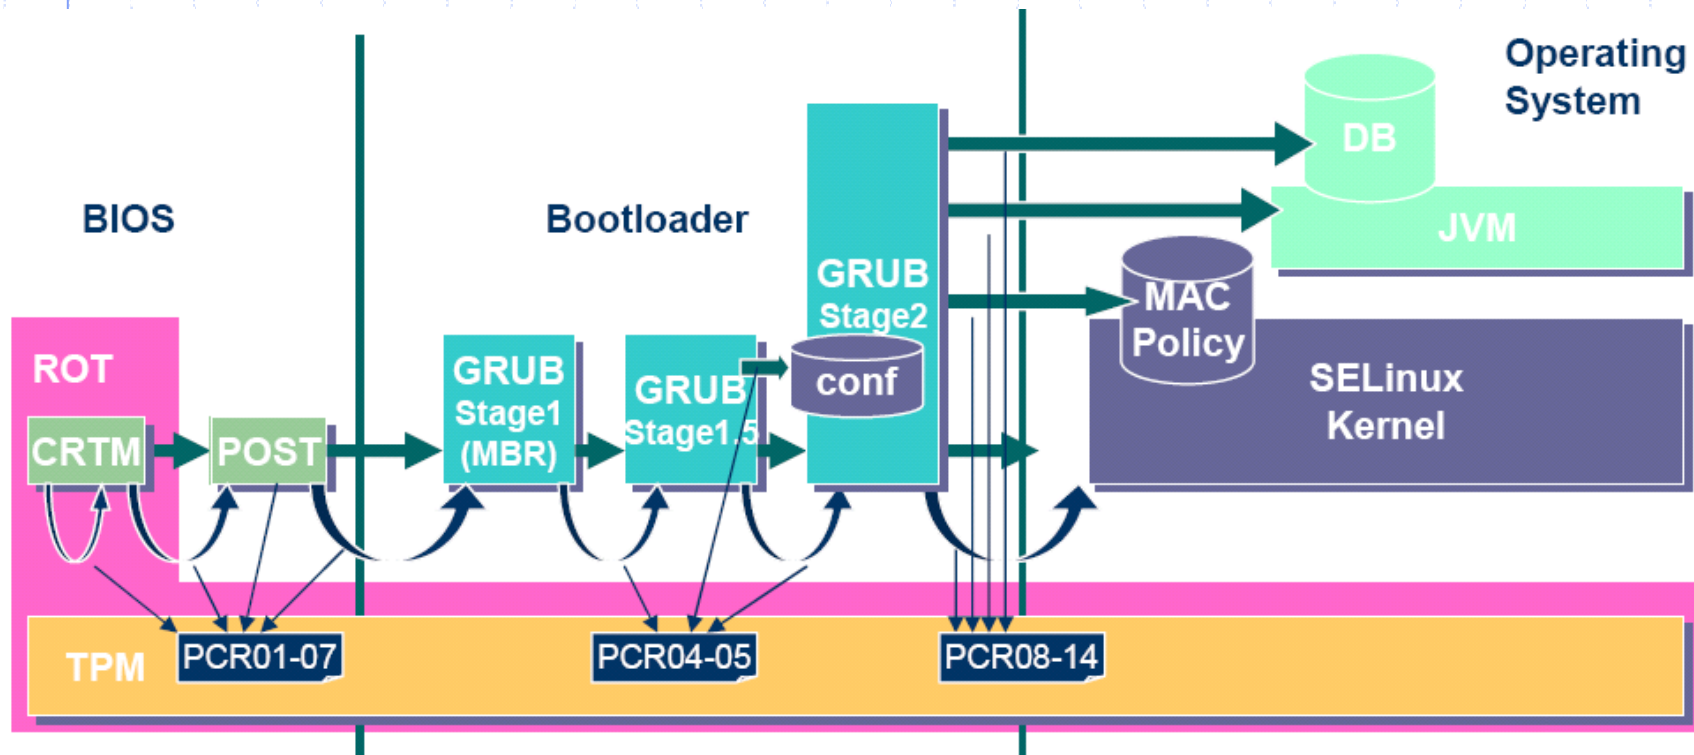 Operating
System
DB
BIOS
Bootloader
JVM
GRUB
Stage2
MAC
Policy
ROT
GRUB
Stage1
(MBR)
GRUB
Stage1.5
conf
SELinux
Kernel
CRTM
POST
TPM
PCR01-07
PCR04-05
PCR08-14